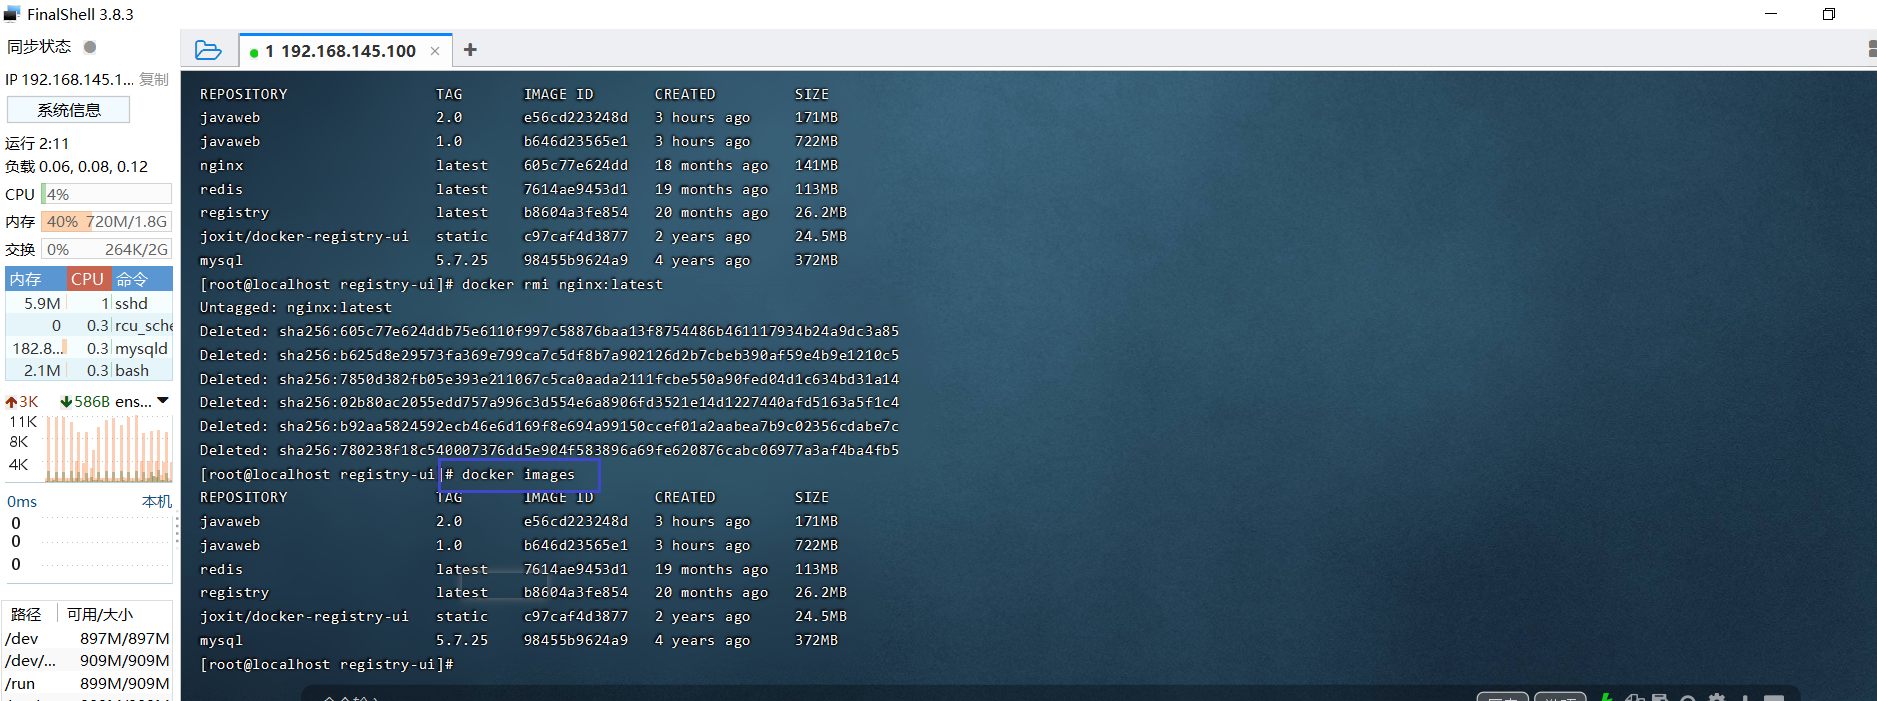 FinalShell 3.8.3
同步状态
IP 192.168.145.1... 复制
系统信息
运行 2:11
负载 0.06, 0.08, 0.12
CPU 4%
内存 40% 720M/1.8G
交换 0% 264K/2G
内存 CPU 命令
5.9M 1 sshd
0 0.3 rcu_sche
182.8... 0.3 mysqld
2.1M 0.3 bash
3K 586B ens...
11K
8K
4K
0ms 本机
0
0
0
路径 可用/大小
/dev 897M/897M
/dev/... 909M/909M
/run 899M/909M
1 192.168.145.100
REPOSITORY TAG IMAGE ID CREATED SIZE
javaweb 2.0 e56cd223248d 3 hours ago 171MB
javaweb 1.0 b646d23565e1 3 hours ago 722MB
nginx latest 605c77e624dd 18 months ago 141MB
redis latest 7614ae9453d1 19 months ago 113MB
registry latest b8604a3fe854 20 months ago 26.2MB
joxit/docker-registry-ui static c97caf4d3877 2 years ago 24.5MB
mysql 5.7.25 98455b9624a9 4 years ago 372MB
[root@localhost registry-ui]# docker rmi nginx:latest
Untagged: nginx:latest
Deleted: sha256:605c77e624ddb75e6110f997c58876baa13f8754486b461117934b24a9dc3a85
Deleted: sha256:b625d8e29573fa369e799ca7c5df8b7a902126d2b7cbeb390af59e4b9e1210c5
Deleted: sha256:7850d382fb05e393e211067c5ca0aada2111fcbe550a90fed04d1c634bd31a14
Deleted: sha256:02b80ac2055edd757a996c3d554e6a8906fd3521e14d1227440afd5163a5f1c4
Deleted: sha256:b92aa5824592ecb46e6d169f8e694a99150ccef01a2aabea7b9c02356cdabe7c
Deleted: sha256:780238f18c540007376dd5e904f583896a69fe620876cabc06977a3af4ba4fb5
[root@localhost registry-ui]# docker images
REPOSITORY TAG IMAGE ID CREATED SIZE
javaweb 2.0 e56cd223248d 3 hours ago 171MB
javaweb 1.0 b646d23565e1 3 hours ago 722MB
redis latest 7614ae9453d1 19 months ago 113MB
registry latest b8604a3fe854 20 months ago 26.2MB
joxit/docker-registry-ui static c97caf4d3877 2 years ago 24.5MB
mysql 5.7.25 98455b9624a9 4 years ago 372MB
[root@localhost registry-ui]#